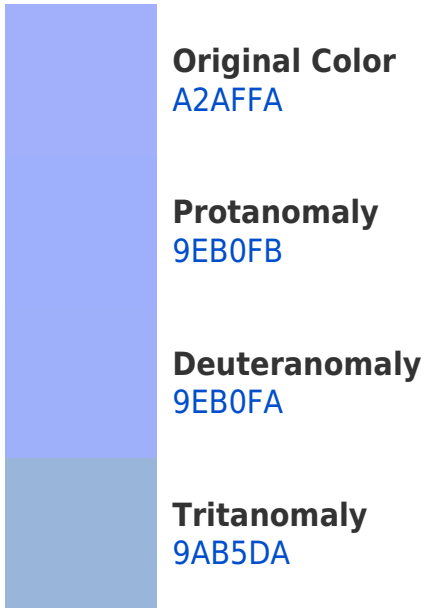 Original Color
A2AFFA
Protanomaly
9EB0FB
Deuteranomaly
9EB0FA
Tritanomaly
9AB5DA